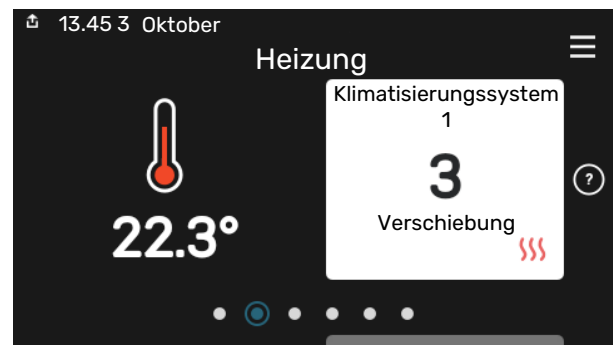 13.45 3 Oktober
Heizung
Klimatisierungssystem
1
3
Verschiebung
22.3°
?